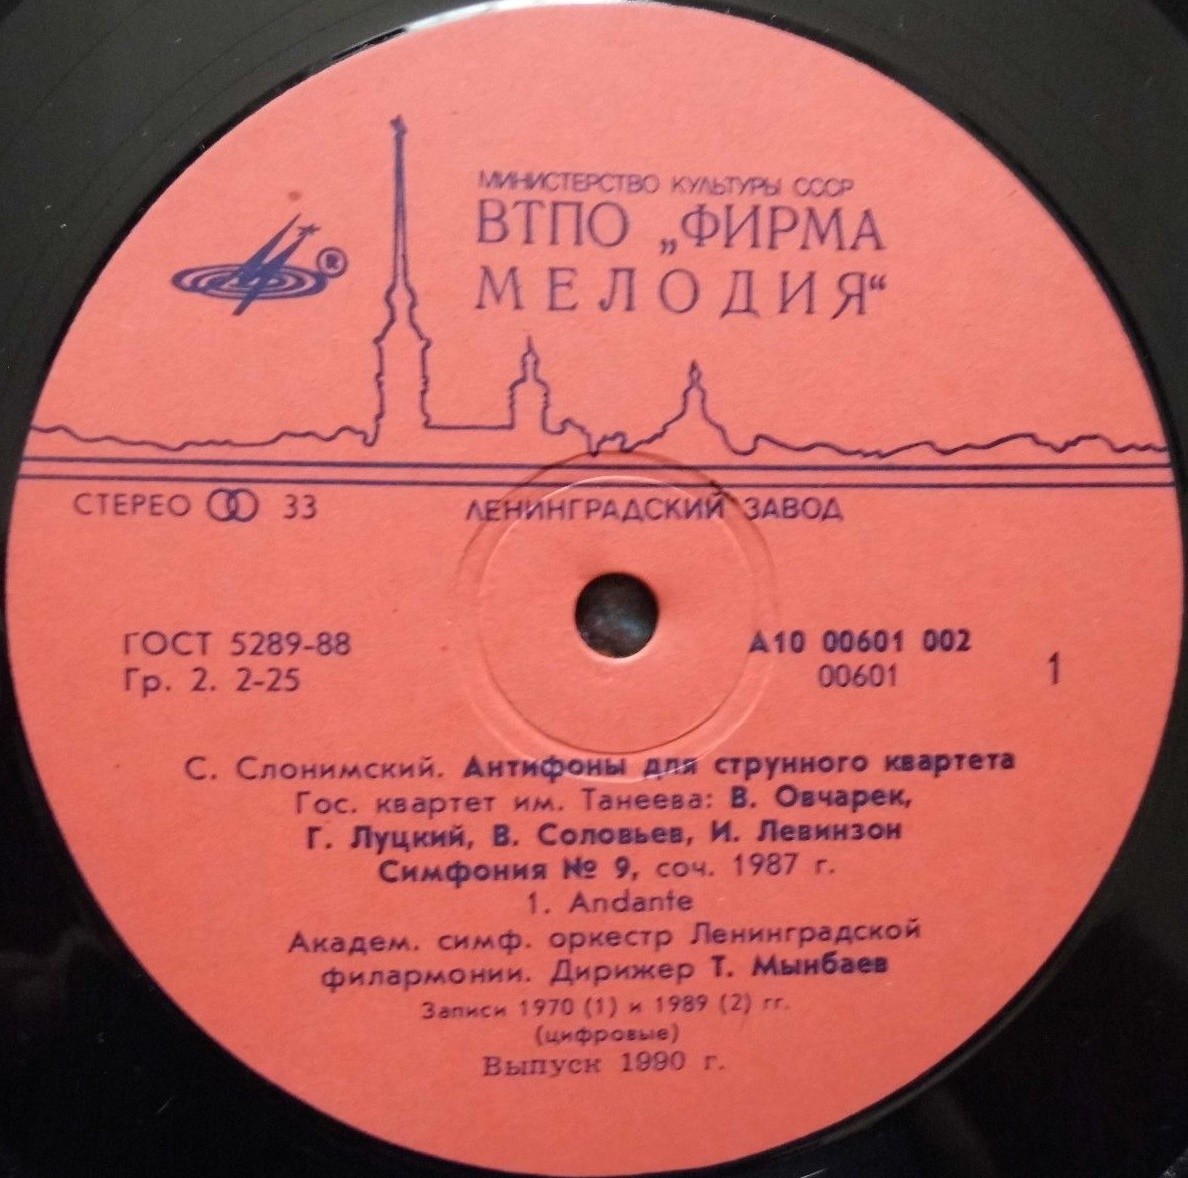 МИНИСТЕРСТВО КУЛЬТУРЫ СССР
ВТПО „ФИРМА
МЕЛОДИЯ“
®
СТЕРЕО 33
ЛЕНИНГРАДСКИЙ ЗАВОД
ГОСТ 5289-88
Гр. 2. 2-25
А10 00601 002
00601
1
С. Слонимский. Антифоны для струнного квартета
Гос. квартет им. Танеева: В. Овчарек,
Г. Луцкий, В. Соловьев, И. Левинзон
Симфония № 9, соч. 1987 г.
1. Andante
Академ. симф. оркестр Ленинградской
филармонии. Дирижер Т. Мынбаев
Записи 1970 (1) и 1989 (2) гг.
(цифровые)
Выпуск 1990 г.